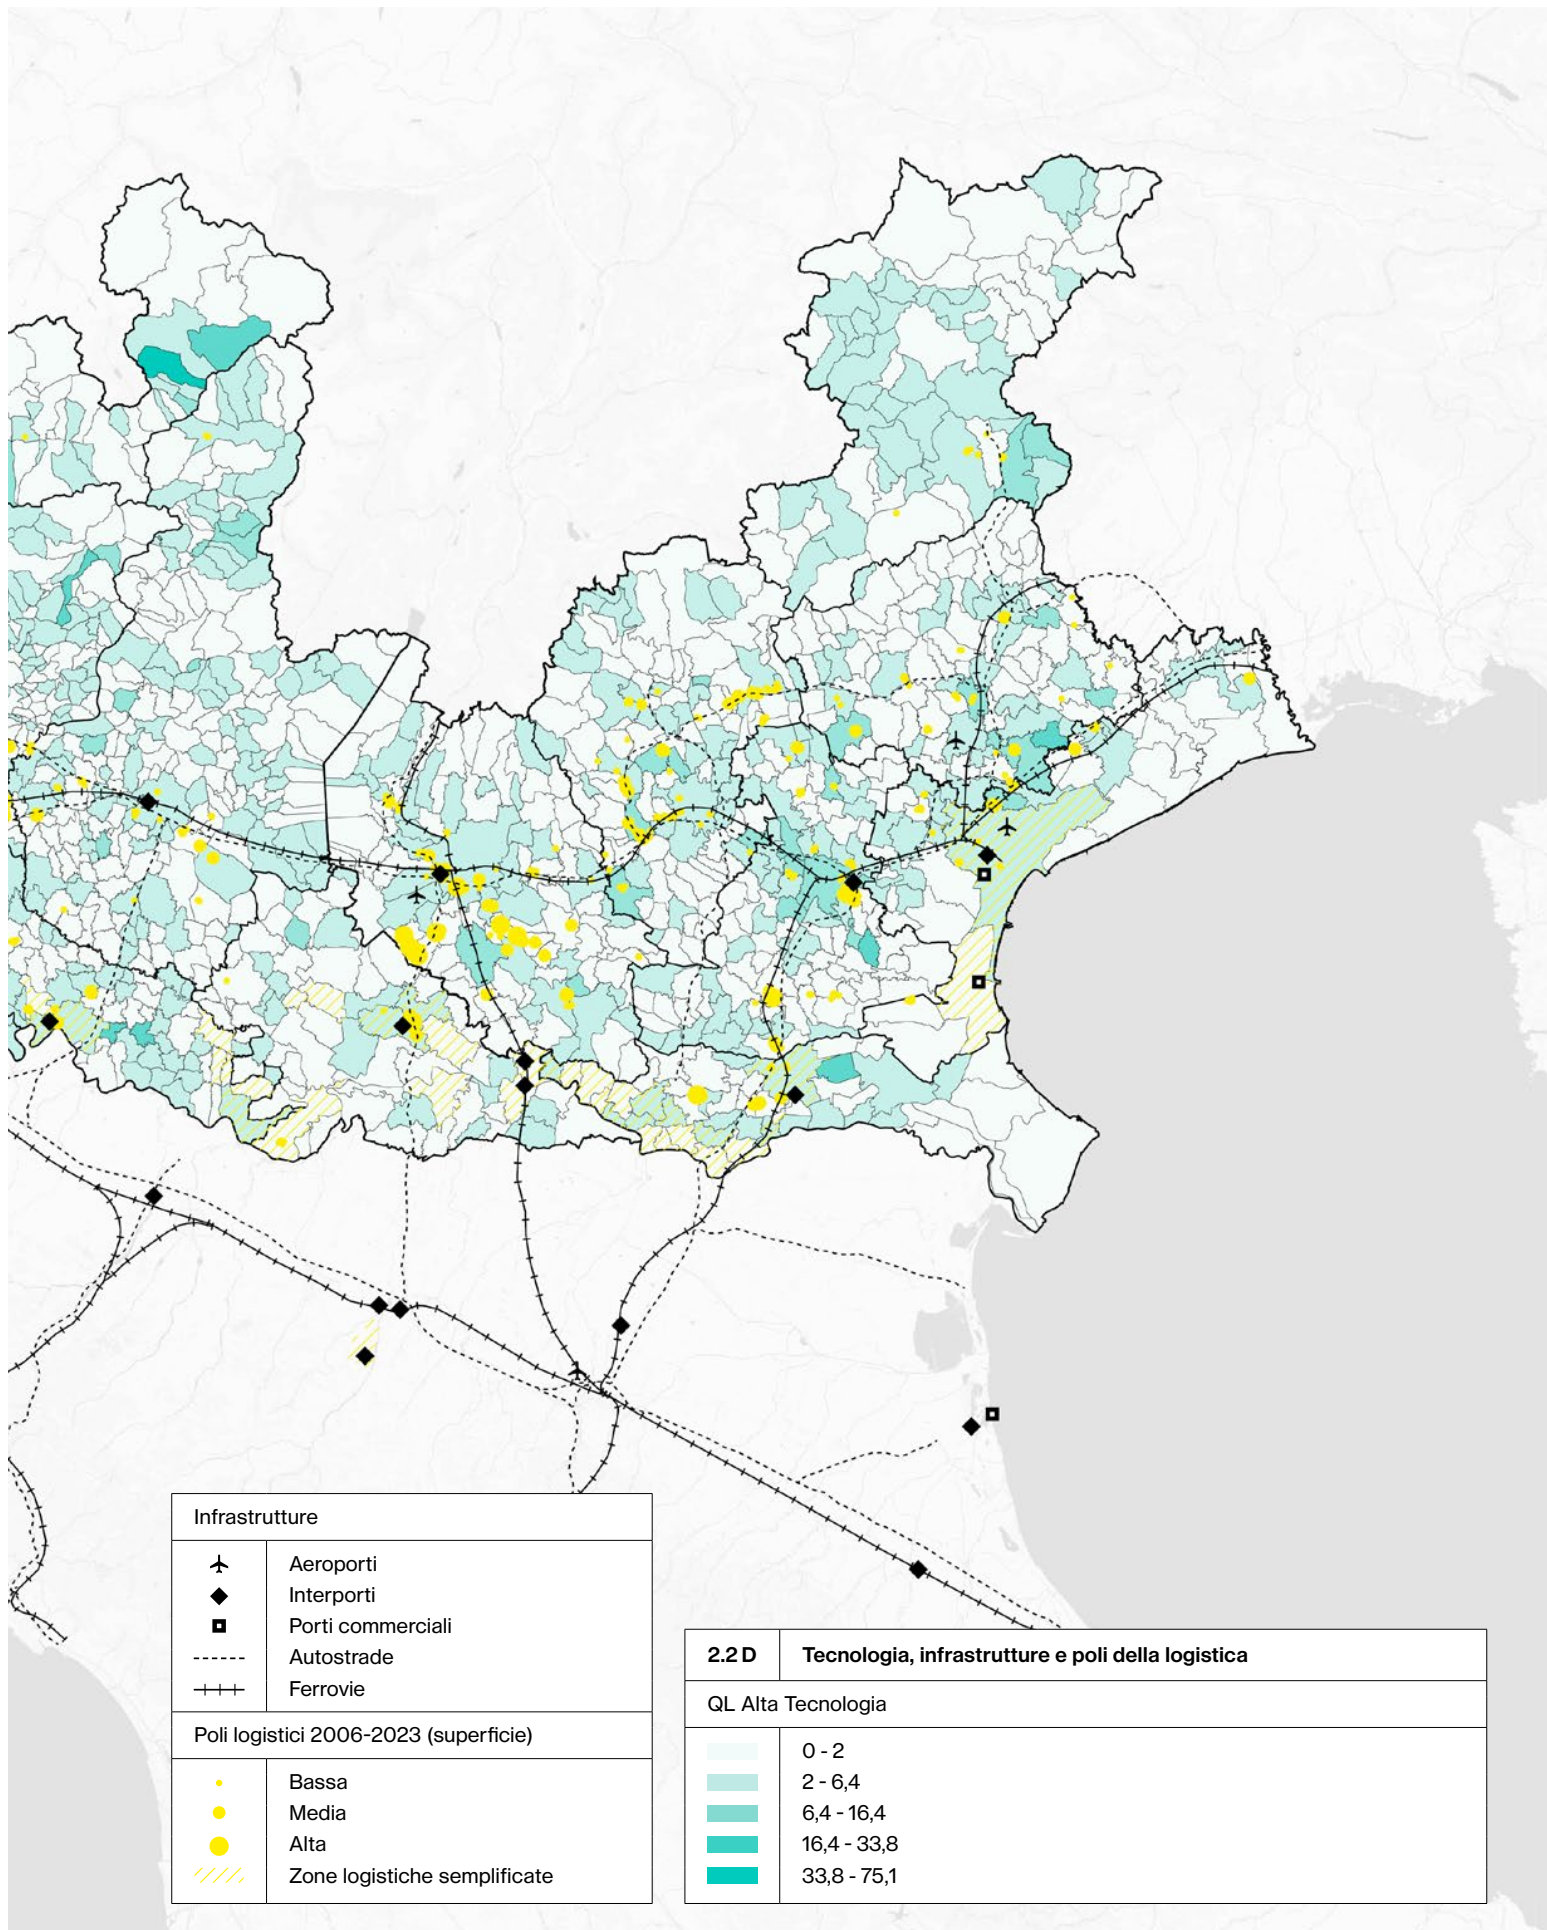 Infrastrutture
Aeroporti
Interporti
Porti commerciali
Autostrade
Ferrovie
Poli logistici 2006-2023 (superficie)
Bassa
Media
Alta
Zone logistiche semplificate
2.2 D Tecnologia, infrastrutture e poli della logistica
QL Alta Tecnologia
0 - 2
2 - 6,4
6,4 - 16,4
16,4 - 33,8
33,8 - 75,1